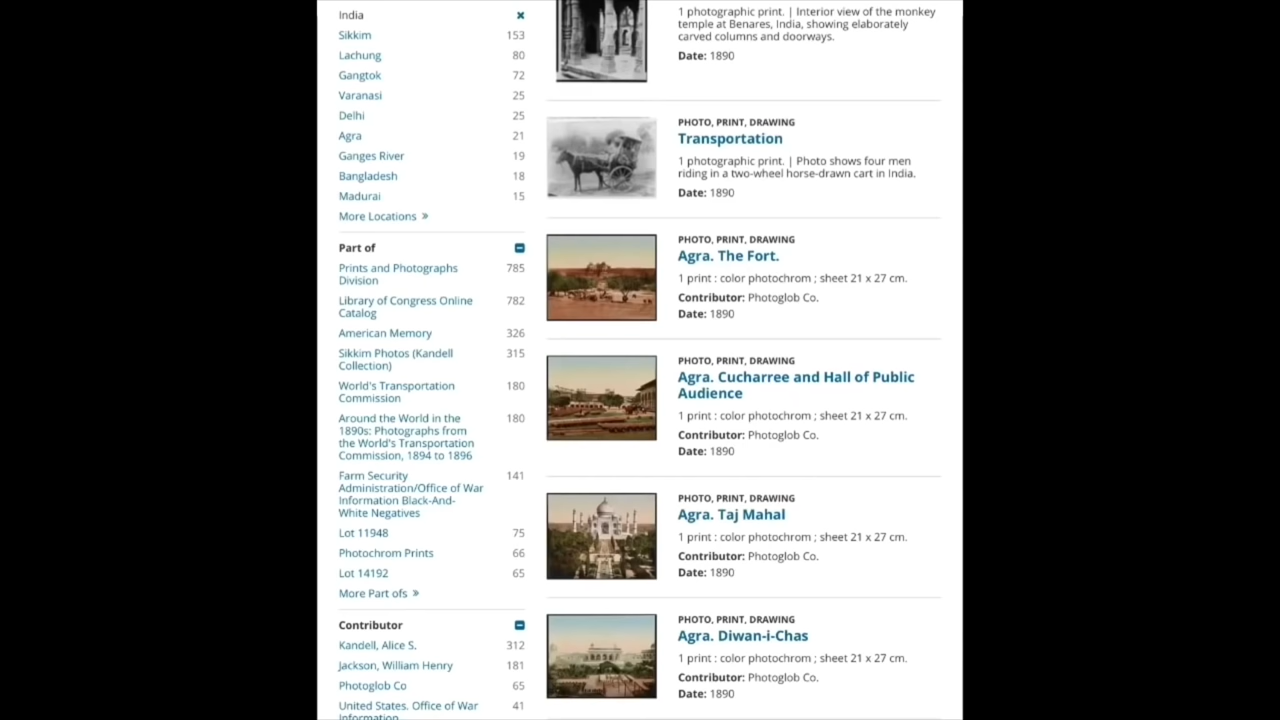 India
Sikkim 153
Lachung 80
Gangtok 72
Varanasi 25
Delhi 25
Agra 21
Ganges River 19
Bangladesh 18
Madurai 15
More Locations »
Part of
Prints and Photographs 785
Division
Library of Congress Online 782
Catalog
American Memory 326
Sikkim Photos (Kandell 315
Collection)
World's Transportation 180
Commission
Around the World in the 180
1890s: Photographs from
the World's Transportation
Commission, 1894 to 1896
Farm Security 141
Administration/Office of War
Information Black-And-
White Negatives
Lot 11948 75
Photochrom Prints 66
Lot 14192 65
More Part ofs »
Contributor
Kandell, Alice S. 312
Jackson, William Henry 181
Photoglob Co 65
United States. Office of War 41
Information
1 photographic print. | Interior view of the monkey
temple at Benares, India, showing elaborately
carved columns and doorways.
Date: 1890
PHOTO, PRINT, DRAWING
Transportation
1 photographic print. | Photo shows four men
riding in a two-wheel horse-drawn cart in India.
Date: 1890
PHOTO, PRINT, DRAWING
Agra. The Fort.
1 print : color photochrom ; sheet 21 x 27 cm.
Contributor: Photoglob Co.
Date: 1890
PHOTO, PRINT, DRAWING
Agra. Cucharree and Hall of Public
Audience
1 print : color photochrom ; sheet 21 x 27 cm.
Contributor: Photoglob Co.
Date: 1890
PHOTO, PRINT, DRAWING
Agra. Taj Mahal
1 print : color photochrom ; sheet 21 x 27 cm.
Contributor: Photoglob Co.
Date: 1890
PHOTO, PRINT, DRAWING
Agra. Diwan-i-Chas
1 print : color photochrom ; sheet 21 x 27 cm.
Contributor: Photoglob Co.
Date: 1890